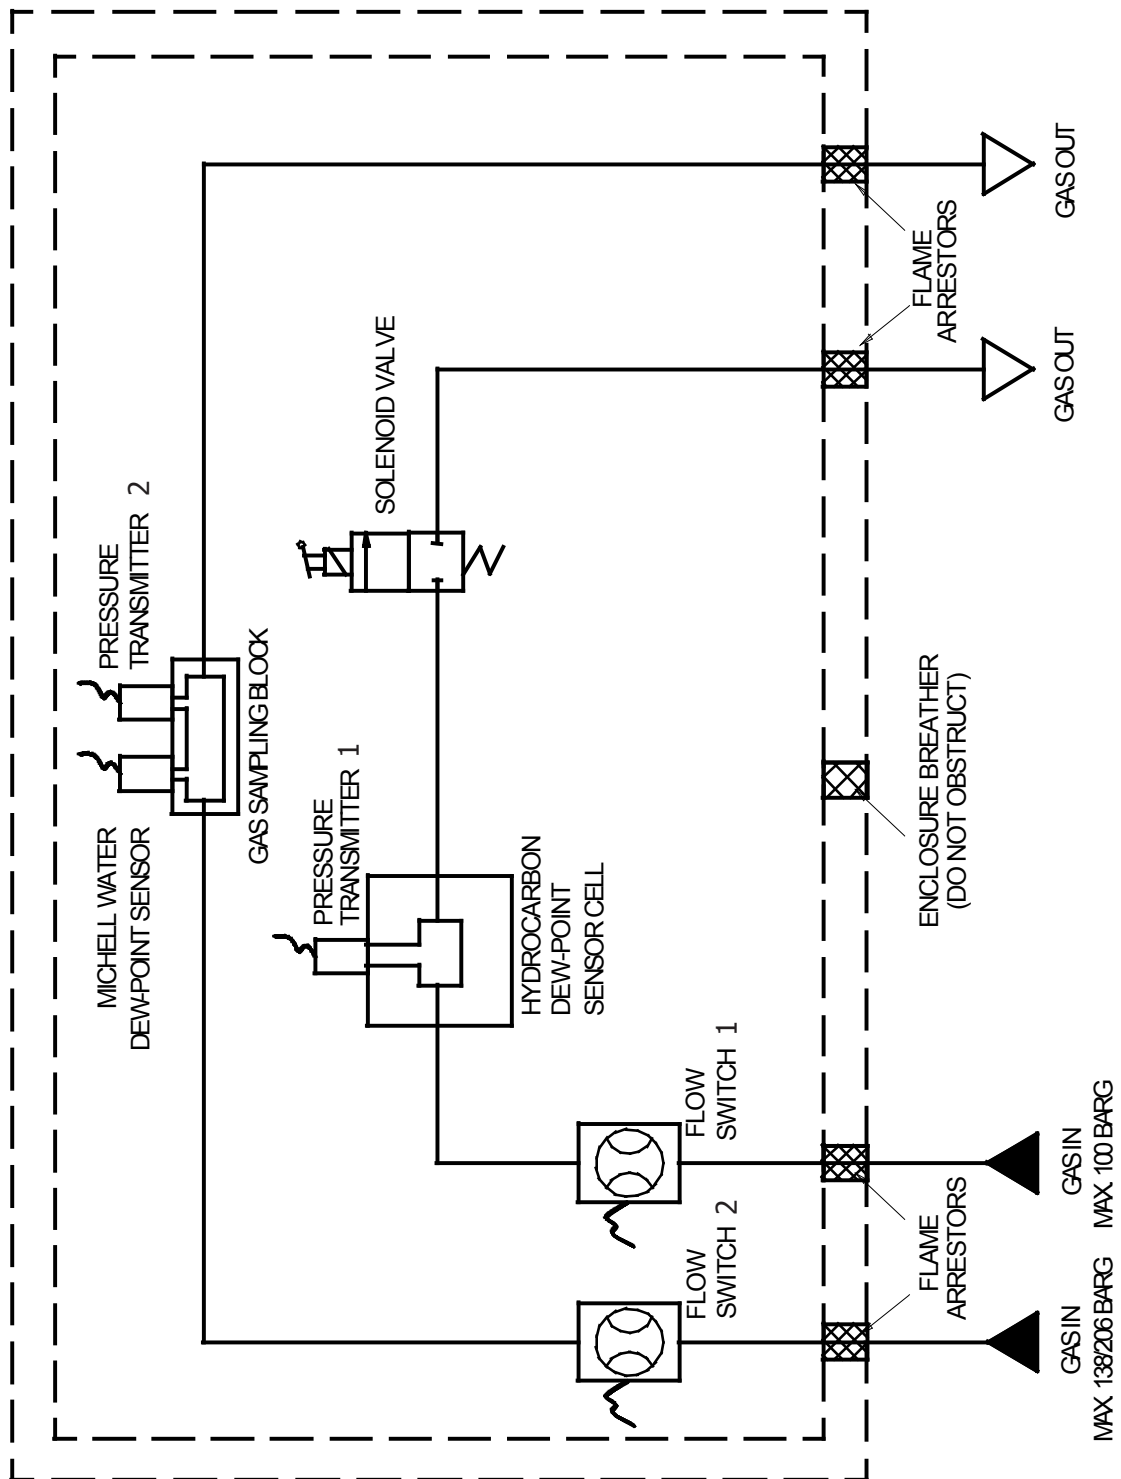 MICHELL WATER
DEW-POINT SENSOR
PRESSURE
TRANSMITTER 2
GAS SAMPLING BLOCK
PRESSURE
TRANSMITTER 1
SOLENOID VALVE
HYDROCARBON
DEW-POINT
SENSOR CELL
FLOW
SWITCH 2
FLOW
SWITCH 1
FLAME
ARRESTORS
ENCLOSURE BREATHER
(DO NOT OBSTRUCT)
FLAME
ARRESTORS
GAS IN
MAX 138/206 BARG
GAS IN
MAX 100 BARG
GAS OUT
GAS OUT